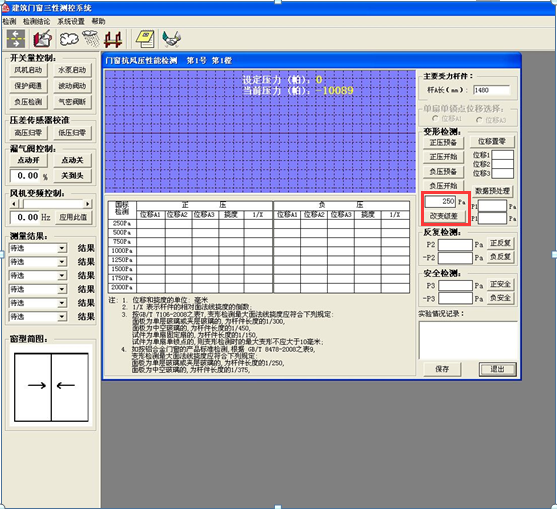 建筑门窗三性测控系统
检测 检测结论 系统设置 帮助
开关量控制:
风机启动 水泵启动
保护阀通 波动阀动
负压检测 气密阀断
压差传感器校准
高压归零 低压归零
漏气阀控制:
点动开 点动关
0.00 % 关到头
风机变频控制:
0.00 Hz 应用此值
测量结果:
待选 结果
待选 结果
待选 结果
待选 结果
待选 结果
待选 结果
窗型简图:
门窗抗风压性能检测 第1号 第1樘
设定压力(帕), 0
当前压力(帕), -10089
国标检测 正 压 负 压
位移A1 位移A2 位移A3 挠度 1/X 位移A1 位移A2 位移A3 挠度 1/X
250Pa
500Pa
750Pa
1000Pa
1250Pa
1500Pa
1750Pa
2000Pa
注: 1. 位移和挠度的单位: 毫米
2. 1/X 表示杆件的相对面法线挠度的倒数;
3. 按GB/T 7106-2008之表7,变形检测最大面法线挠度应符合下列规定:
面板为单层玻璃或夹层玻璃的,为杆件长度的1/300,
面板为中空玻璃的,为杆件长度的1/450,
试件为单扇固定扇的,为杆件长度的1/150,
试件为单扇单锁点的,则变形检测时的最大变形不应大于10毫米;
4. 如按铝合金门窗的产品标准检测,根据 GB/T 8478-2008之表9,
变形检测最大面法线挠度应符合下列规定:
面板为单层玻璃或夹层玻璃的,为杆件长度的1/250,
面板为中空玻璃的,为杆件长度的1/375,
主要受力杆件:
杆A长(mm): 1480
单扇单锁点位移选择:
位移A1 位移A3
变形检测:
正压预备 位移置零
正压开始 位移1
负压预备 位移2
负压开始 位移3
250 Pa 数据预处理
改变级差 P1 Pa
-P1 Pa
反复检测:
P2 Pa 正反复
-P2 Pa 负反复
安全检测:
P3 Pa 正安全
-P3 Pa 负安全
实验情况记录:
保存 退出